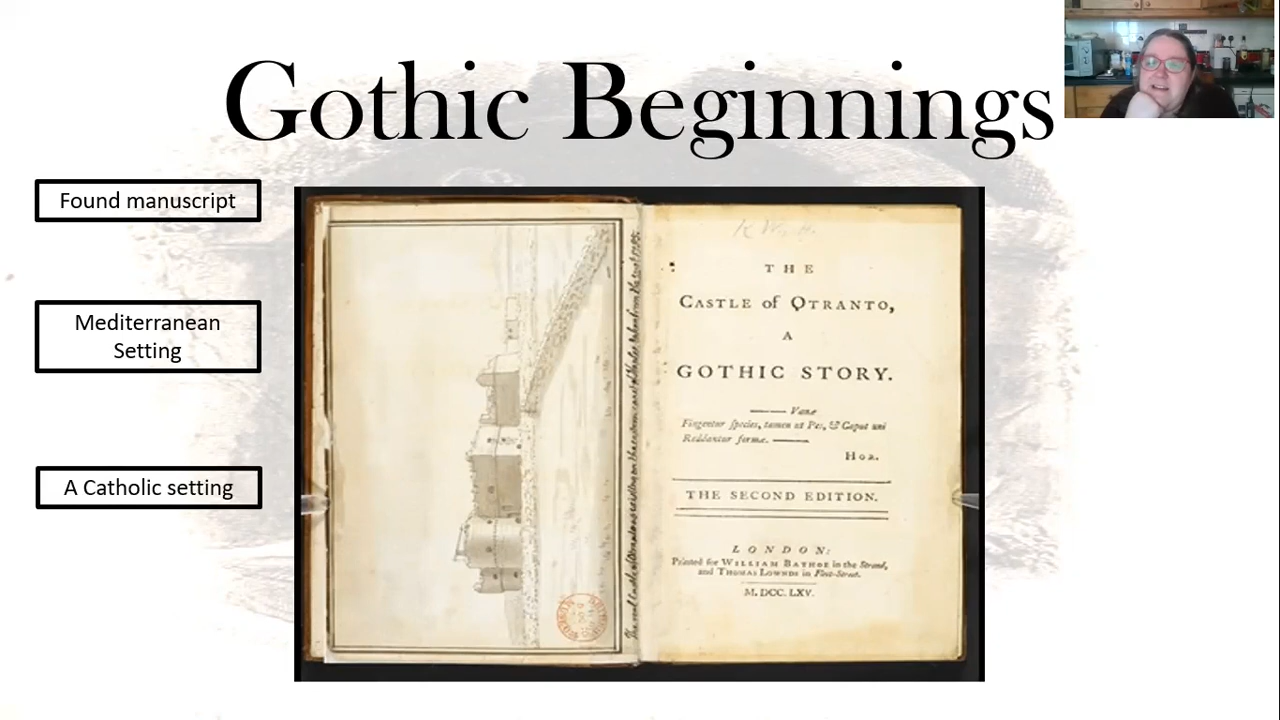 Gothic Beginnings
Found manuscript
Mediterranean
Setting
A Catholic setting
THE
CASTLE of OTRANTO,
A
GOTHIC STORY.
—— Vanæ
Fingentur species, tamen ut Pes, & Caput uni
Reddantur formæ. ——
HOR.
THE SECOND EDITION.
LONDON:
Printed for WILLIAM BATHOE in the Strand,
and THOMAS LOWNDS in Fleet-Street.
M. DCC. LXV.